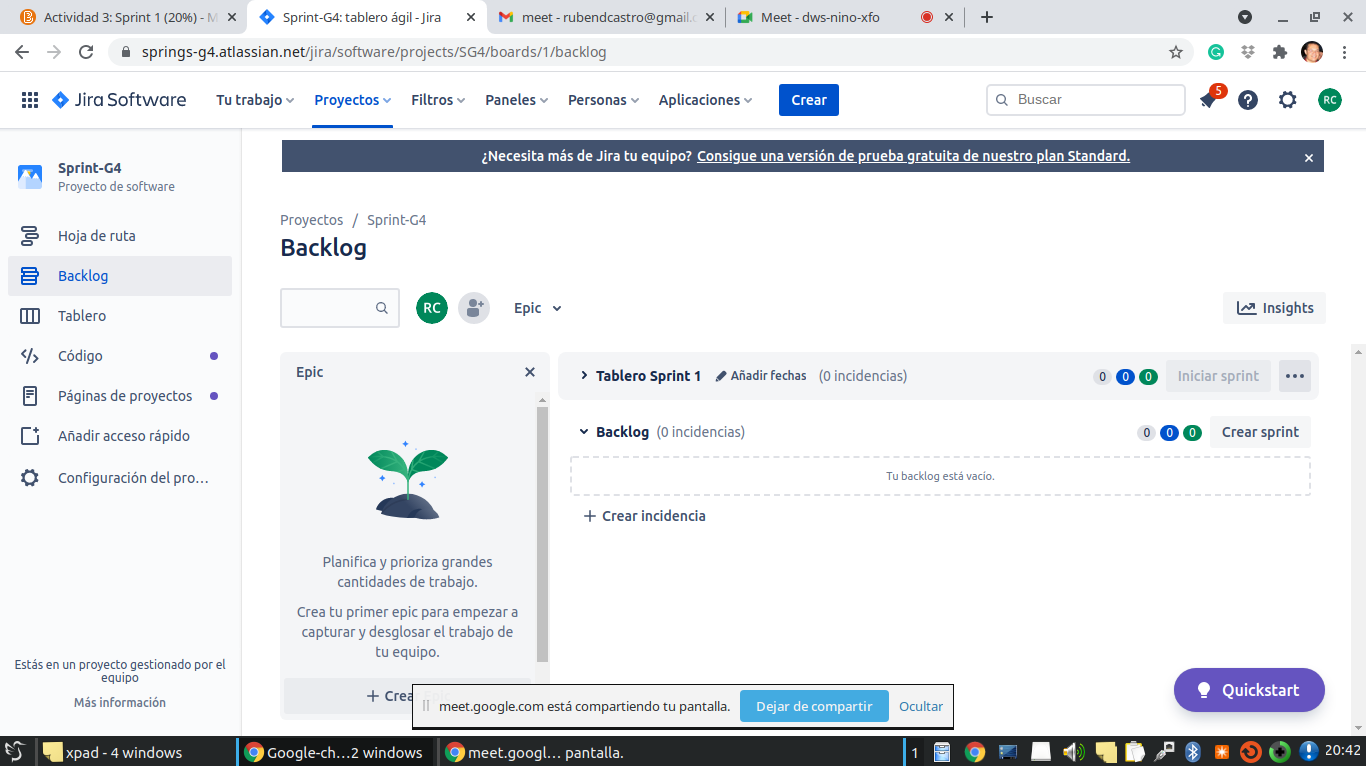 Actividad 3: Sprint 1 (20%) - M
Sprint-G4: tablero ágil - Jira
meet - rubendcastro@gmail.c
Meet - dws-nino-xfo
springs-g4.atlassian.net/jira/software/projects/SG4/boards/1/backlog
Jira Software
Tu trabajo
Proyectos
Filtros
Paneles
Personas
Aplicaciones
Crear
Buscar
5
RC
¿Necesita más de Jira tu equipo? Consigue una versión de prueba gratuita de nuestro plan Standard.
Sprint-G4
Proyecto de software
Hoja de ruta
Backlog
Tablero
Código
Páginas de proyectos
Añadir acceso rápido
Configuración del pro...
Estás en un proyecto gestionado por el
equipo
Más información
Proyectos / Sprint-G4
Backlog
RC
Epic
Insights
Epic
Planifica y prioriza grandes
cantidades de trabajo.
Crea tu primer epic para empezar a
capturar y desglosar el trabajo de
tu equipo.
+ Crear Epic
Tablero Sprint 1
Añadir fechas
(0 incidencias)
0 0 0
Iniciar sprint
Backlog (0 incidencias)
0 0 0
Crear sprint
Tu backlog está vacío.
+ Crear incidencia
Quickstart
meet.google.com está compartiendo tu pantalla.
Dejar de compartir
Ocultar
xpad - 4 windows
Google-ch...2 windows
meet.googl... pantalla.
1
20:42